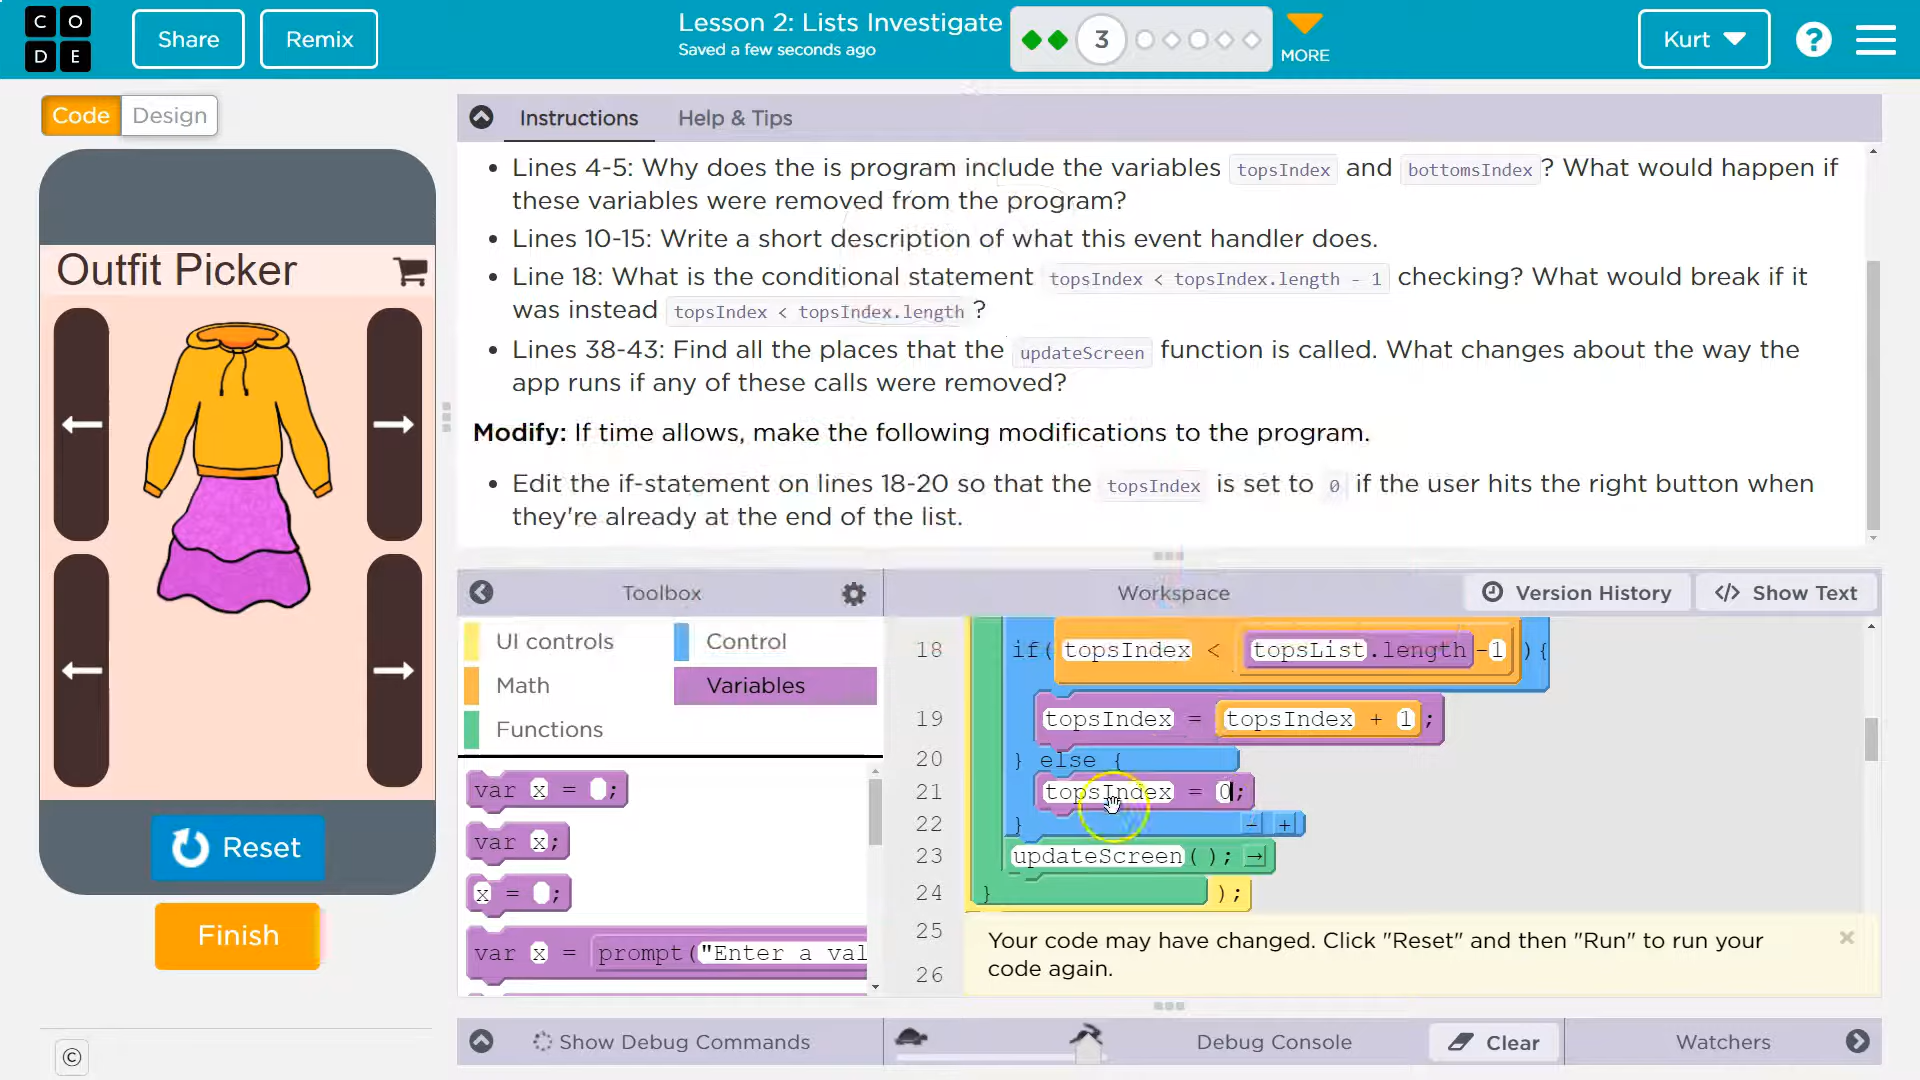 CO
DE
Share
Remix
Lesson 2: Lists Investigate
Saved a few seconds ago
3
MORE
Kurt
?
Code
Design
Instructions
Help & Tips
Lines 4-5: Why does the is program include the variables topsIndex and bottomsIndex? What would happen if
these variables were removed from the program?
Lines 10-15: Write a short description of what this event handler does.
Line 18: What is the conditional statement topsIndex < topsIndex.length - 1 checking? What would break if it
was instead topsIndex < topsIndex.length ?
Lines 38-43: Find all the places that the updateScreen function is called. What changes about the way the
app runs if any of these calls were removed?
Modify: If time allows, make the following modifications to the program.
Edit the if-statement on lines 18-20 so that the topsIndex is set to 0 if the user hits the right button when
they're already at the end of the list.
Outfit Picker
Reset
Finish
©
Toolbox
UI controls
Control
Math
Variables
Functions
var x = ;
var x;
x = ;
var x = prompt("Enter a val
Workspace
Version History
</> Show Text
18 if( topsIndex < topsList.length -1 ){
19 topsIndex = topsIndex + 1 ;
20 } else {
21 topsIndex = 0;
22 } - +
23 updateScreen(); →
24 } );
25
26
Your code may have changed. Click "Reset" and then "Run" to run your
code again.
×
Show Debug Commands
Debug Console
Clear
Watchers